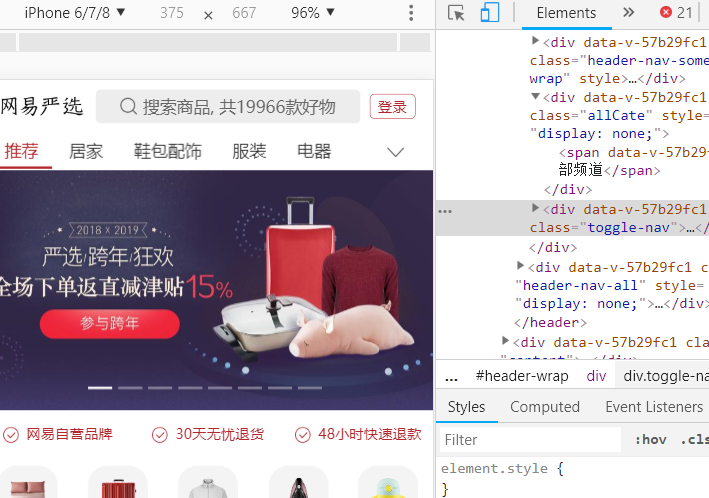 iPhone 6/7/8 ▼ 375 × 667 96% ▼
Elements » 21
网易严选 搜索商品, 共19966款好物 登录
推荐 居家 鞋包配饰 服装 电器
2018 x 2019
严选/跨年/狂欢
全场下单返直减津贴15%
参与跨年
网易自营品牌 30天无忧退货 48小时快速退款
<div data-v-57b29fc1
class="header-nav-some
wrap" style>…</div>
<div data-v-57b29fc1
class="allCate" style=
"display: none;">
<span data-v-57b29f
部频道</span>
</div>
<div data-v-57b29fc1
class="toggle-nav">…</
</div>
<div data-v-57b29fc1 c
"header-nav-all" style=
"display: none;">…</div>
</header>
<div data-v-57b29fc1 cla
... #header-wrap div div.toggle-na
Styles Computed Event Listeners
Filter :hov .cls
element.style {
}